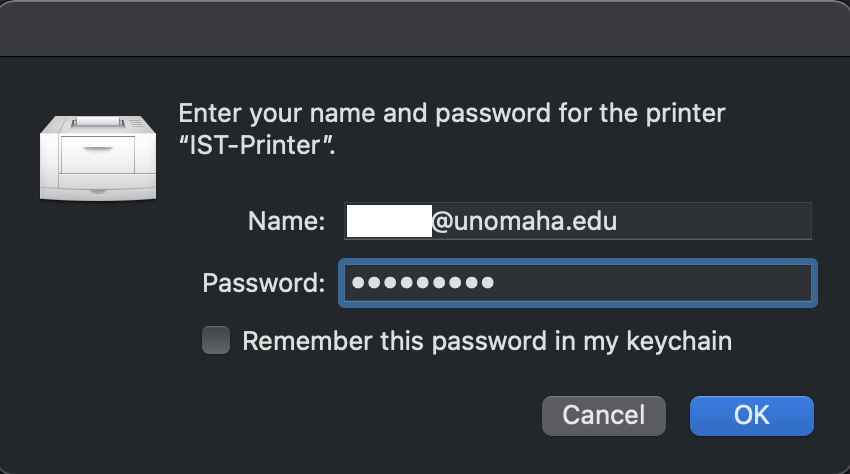 Enter your name and password for the printer
“IST-Printer”.
Name: @unomaha.edu
Password: •••••••••
Remember this password in my keychain
Cancel OK